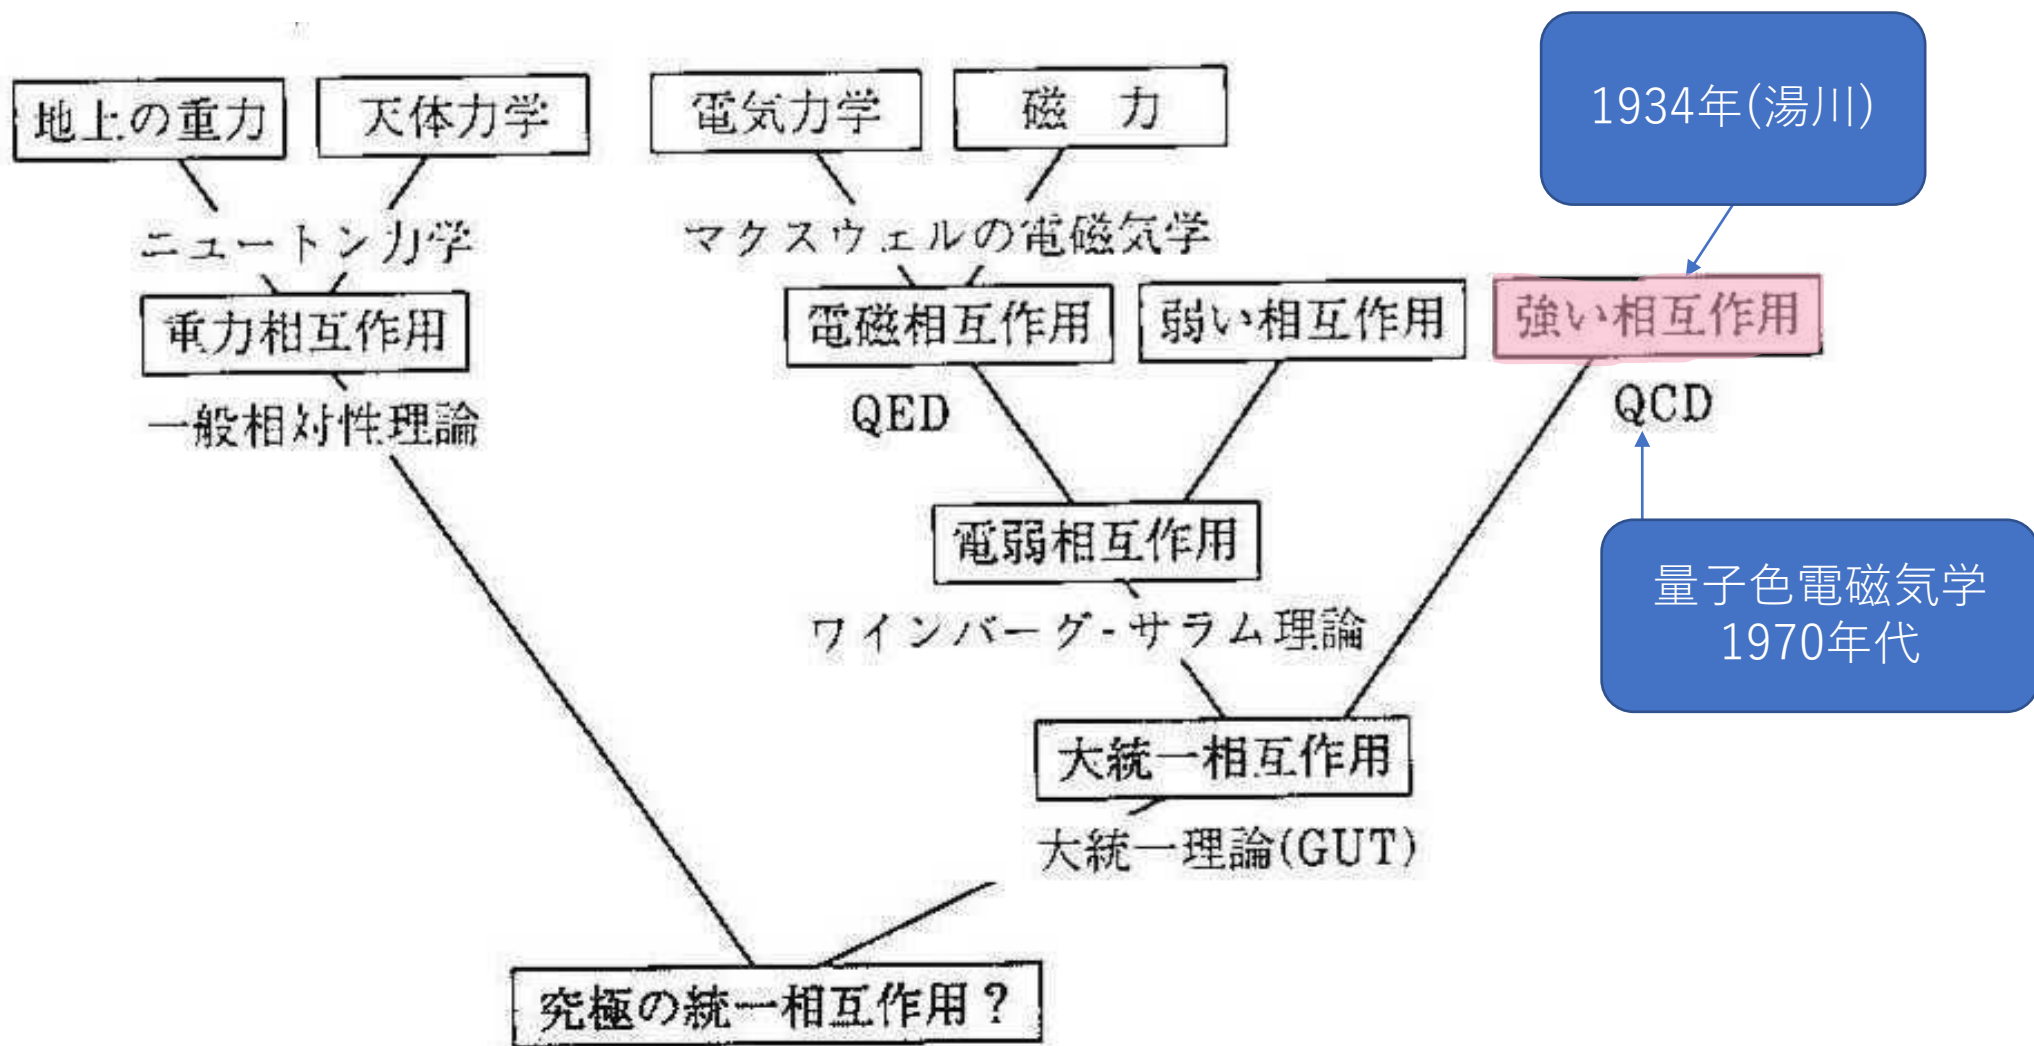 1934年(湯川)
地上の重力
天体力学
電気力学
磁 力
ニュートン力学
マクスウェルの電磁気学
重力相互作用
電磁相互作用
弱い相互作用
強い相互作用
一般相対性理論
QED
QCD
電弱相互作用
量子色電磁気学
1970年代
ワインバーグ-サラム理論
大統一相互作用
大統一理論(GUT)
究極の統一相互作用?